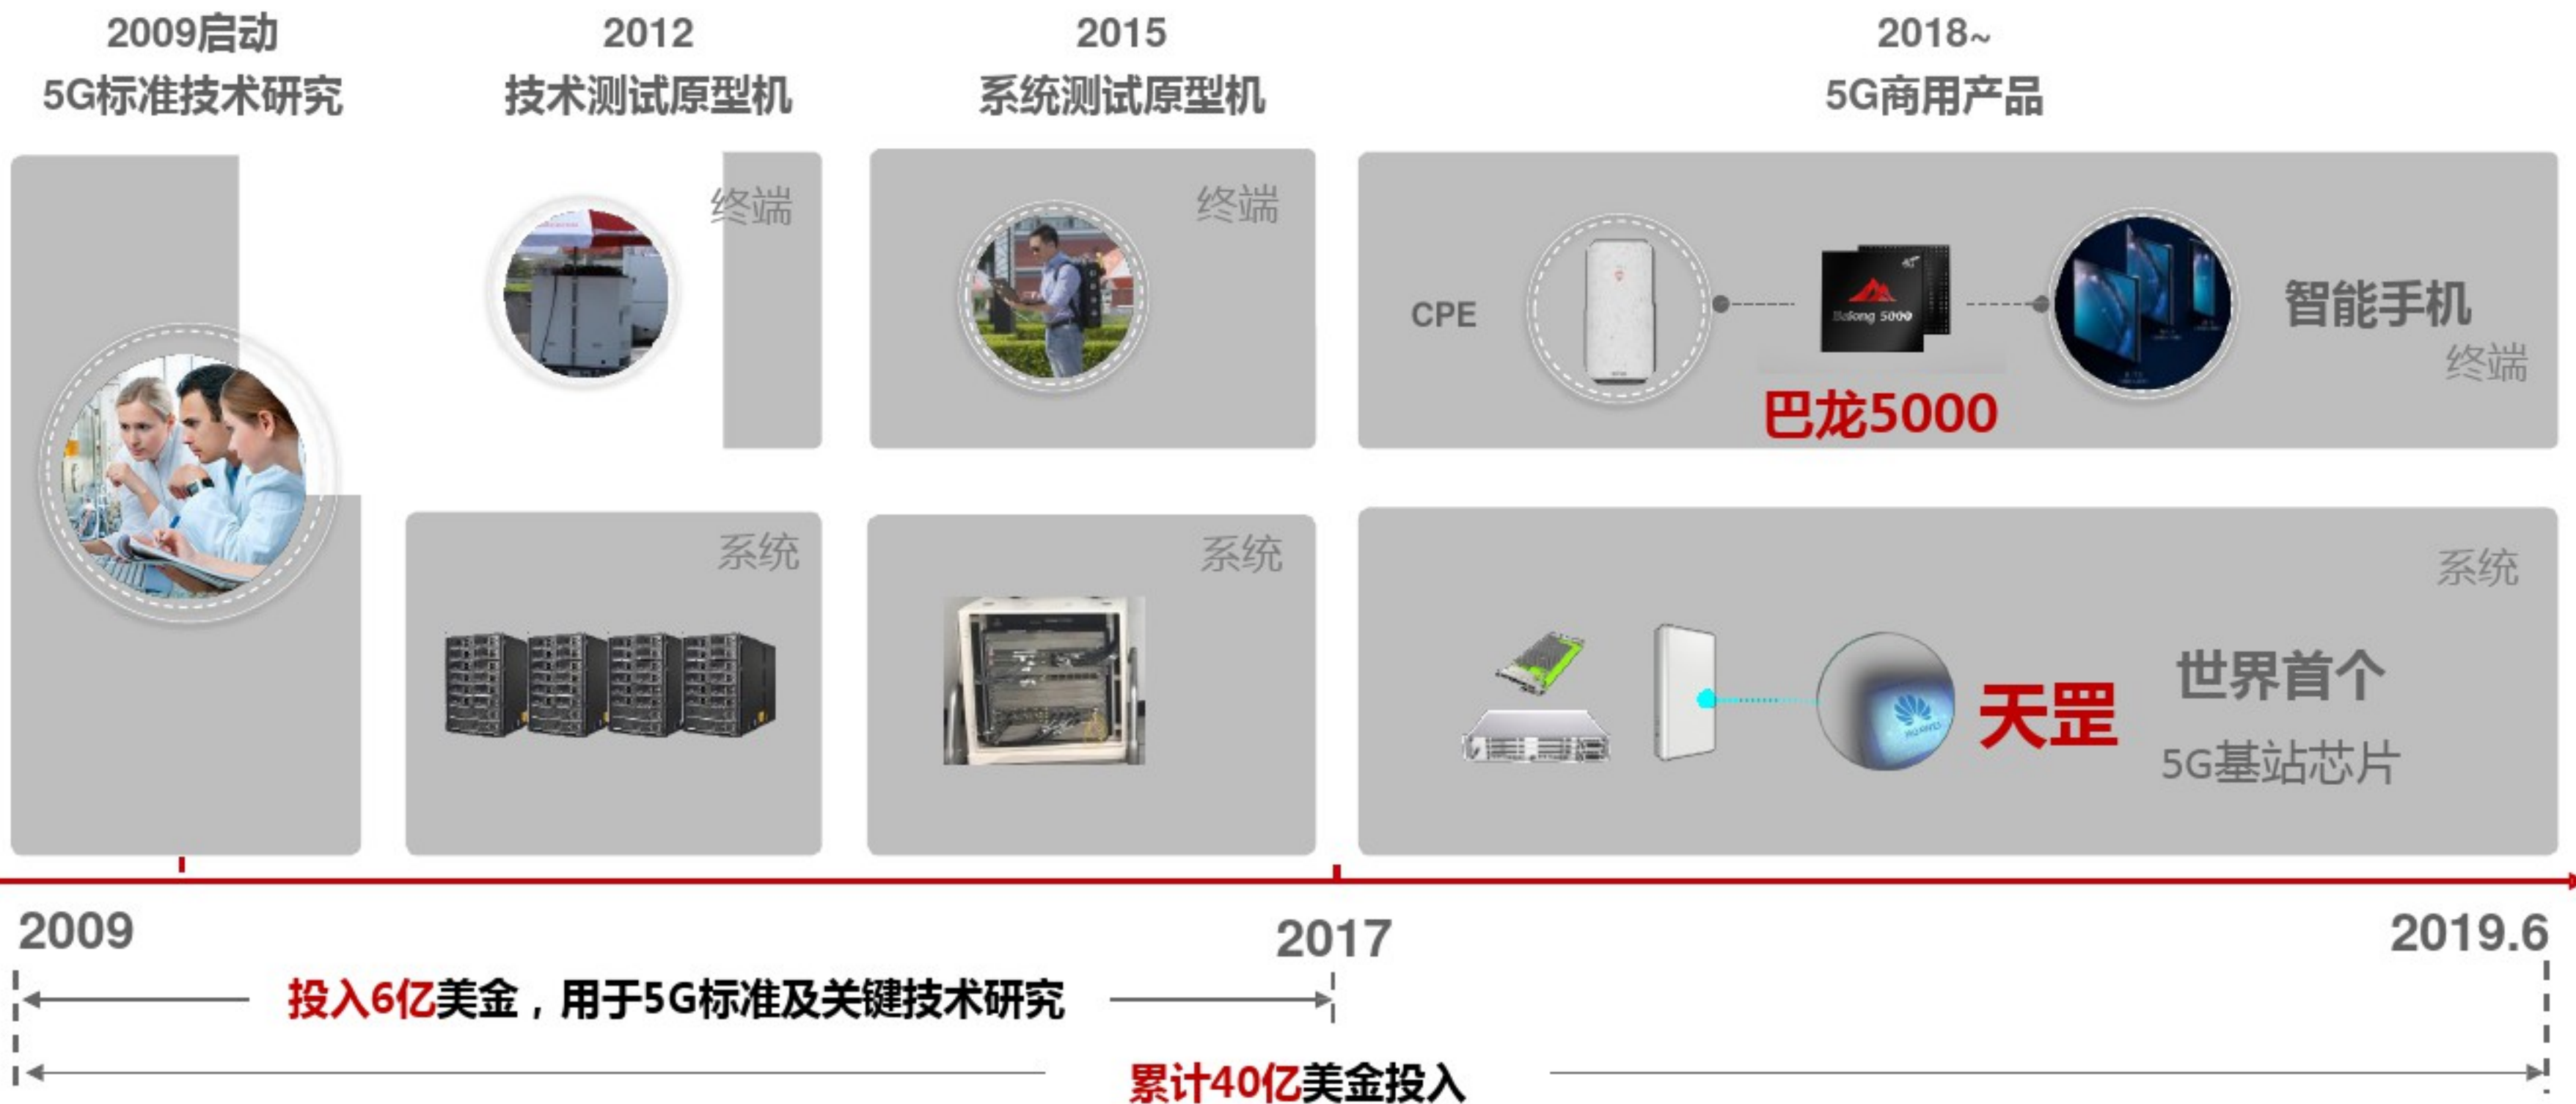 2009启动
5G标准技术研究
2012
技术测试原型机
2015
系统测试原型机
2018~
5G商用产品
终端
终端
CPE
Balong 5000
巴龙5000
智能手机
终端
系统
系统
系统
HUAWEI
天罡
世界首个
5G基站芯片
2009
2017
2019.6
投入6亿美金，用于5G标准及关键技术研究
累计40亿美金投入